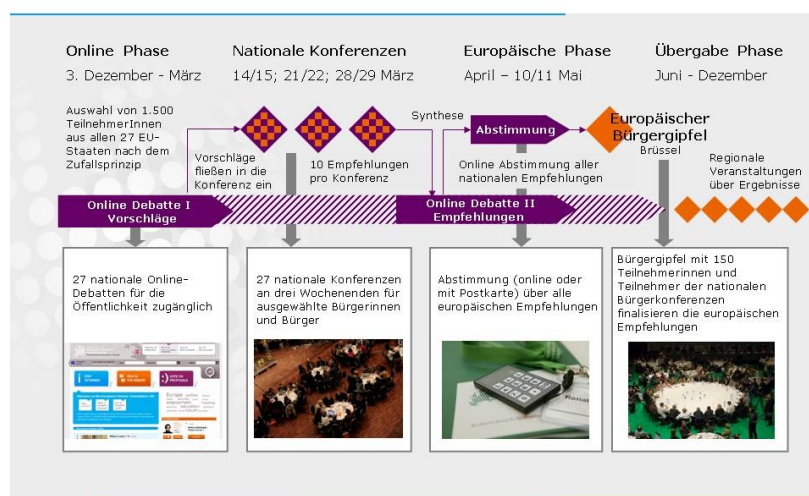 Online Phase
3. Dezember - März
Nationale Konferenzen
14/15; 21/22; 28/29 März
Europäische Phase
April – 10/11 Mai
Übergabe Phase
Juni - Dezember
Auswahl von 1.500
TeilnehmerInnen
aus allen 27 EU-
Staaten nach dem
Zufallsprinzip
Vorschläge
fließen in die
Konferenz ein
10 Empfehlungen
pro Konferenz
Synthese
Abstimmung
Online Abstimmung aller
nationalen Empfehlungen
Europäischer
Bürgergipfel
Brüssel
Regionale
Veranstaltungen
über Ergebnisse
Online Debatte I
Vorschläge
Online Debatte II
Empfehlungen
27 nationale Online-
Debatten für die
Öffentlichkeit zugänglich
27 nationale Konferenzen
an drei Wochenenden für
ausgewählte Bürgerinnen
und Bürger
Abstimmung (online oder
mit Postkarte) über alle
europäischen Empfehlungen
Bürgergipfel mit 150
Teilnehmerinnen und
Teilnehmer der nationalen
Bürgerkonferenzen
finalisieren die europäischen
Empfehlungen